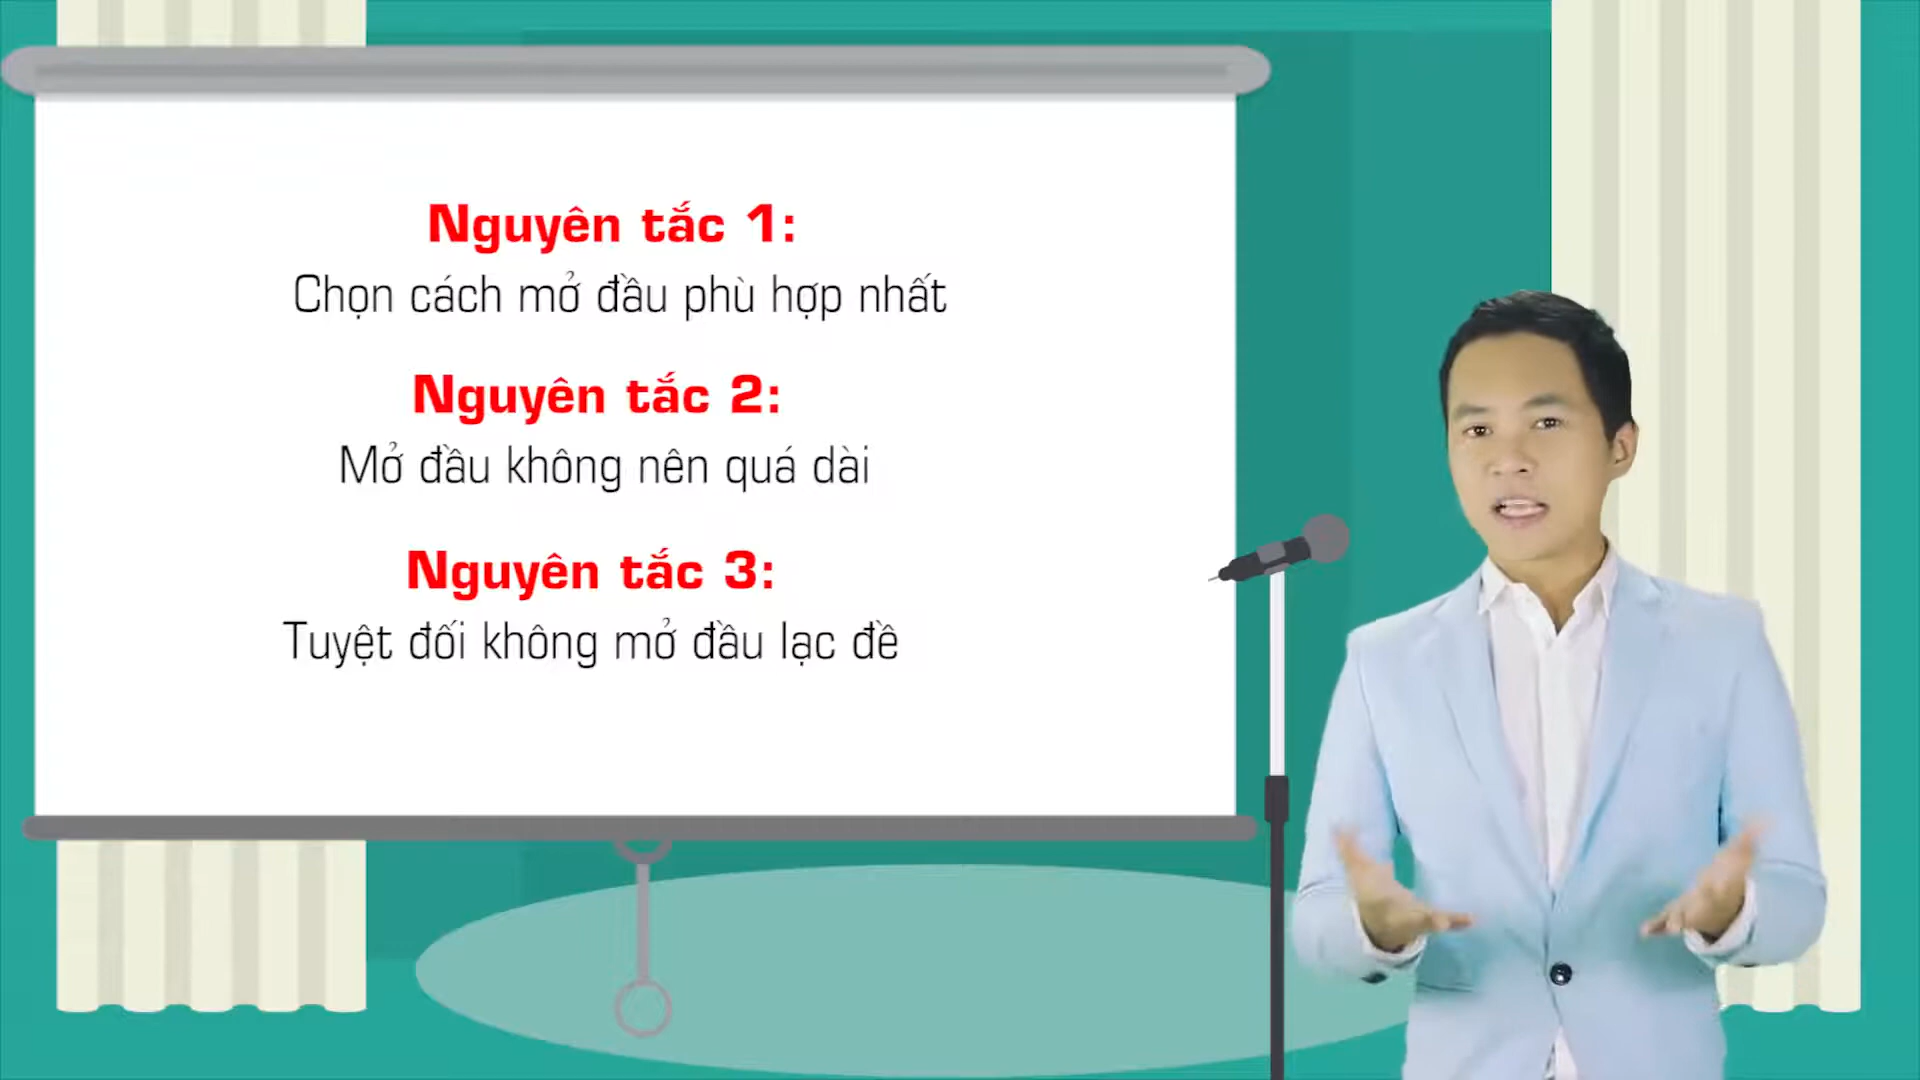 Nguyên tắc 1:
Chọn cách mở đầu phù hợp nhất
Nguyên tắc 2:
Mở đầu không nên quá dài
Nguyên tắc 3:
Tuyệt đối không mở đầu lạc đề